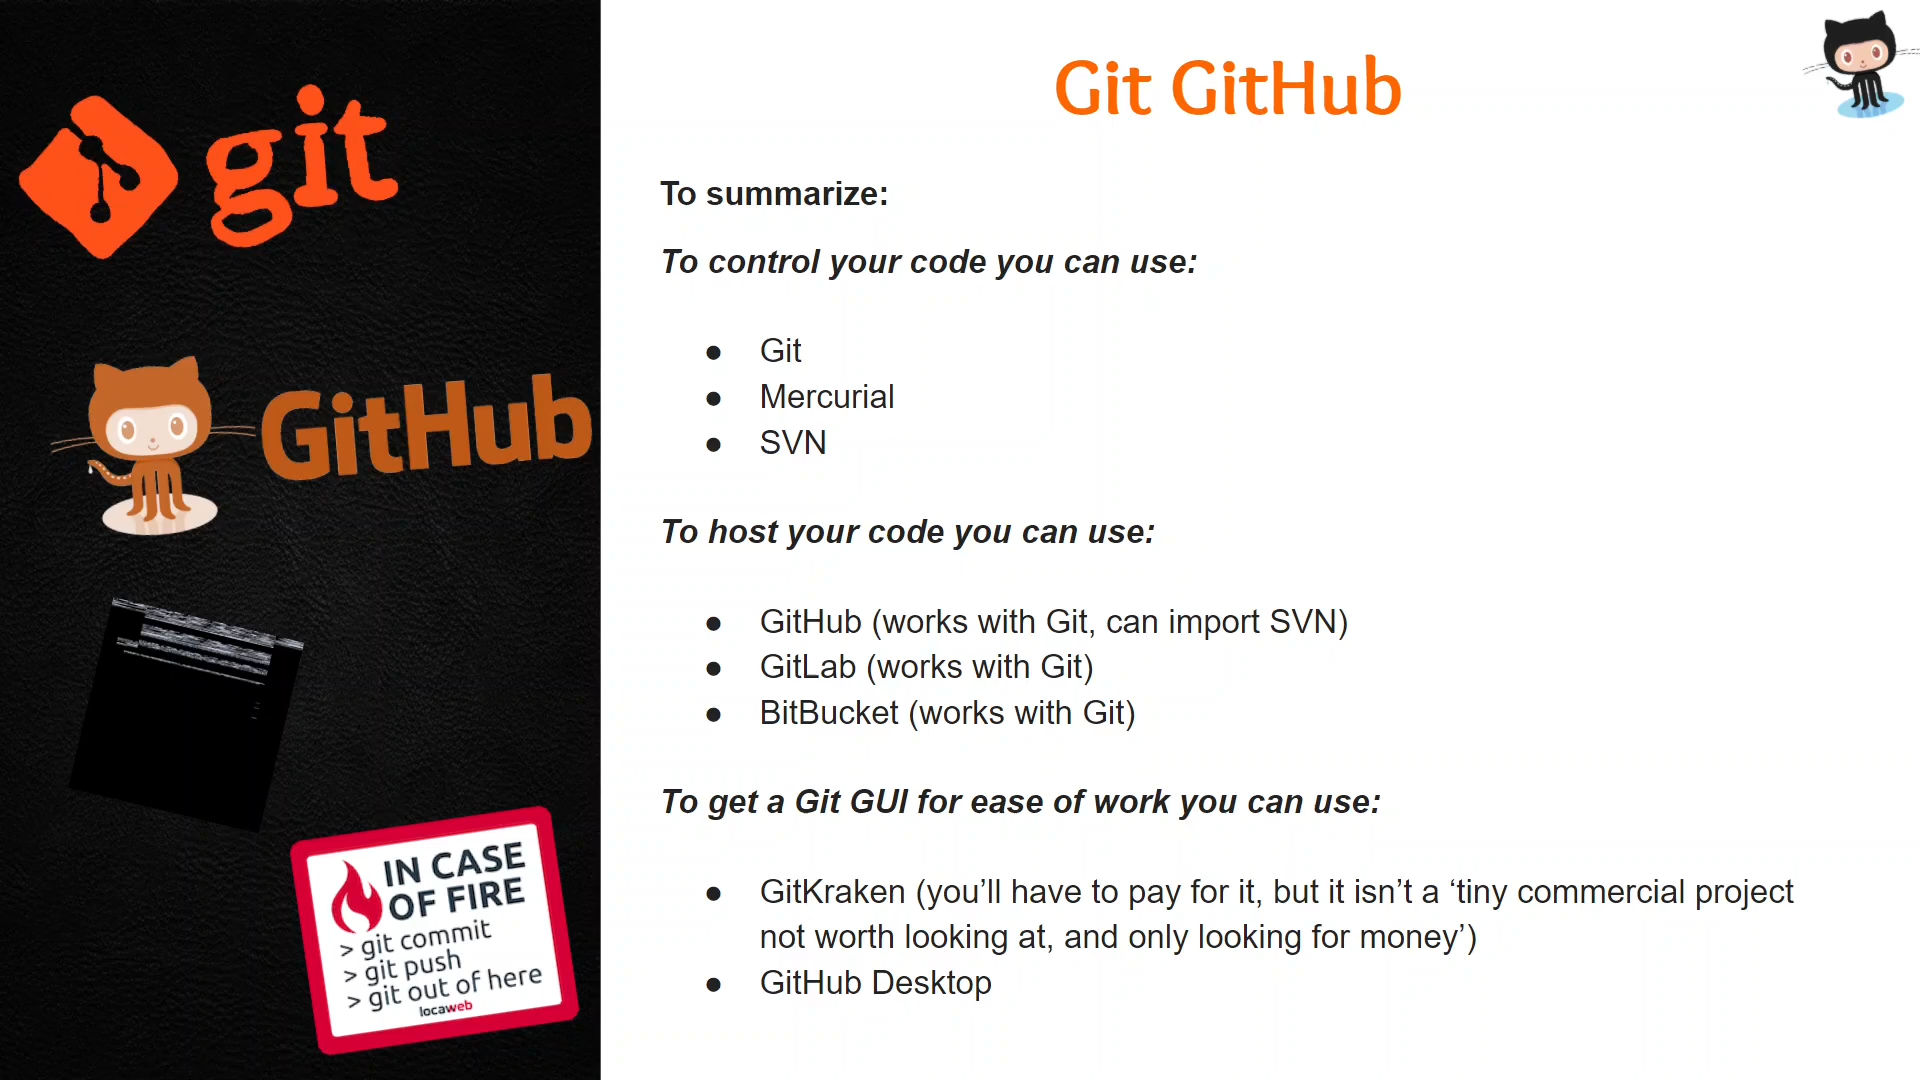 git
GitHub
IN CASE
OF FIRE
> git commit
> git push
> git out of here
locaweb
Git GitHub
To summarize:
To control your code you can use:
● Git
● Mercurial
● SVN
To host your code you can use:
● GitHub (works with Git, can import SVN)
● GitLab (works with Git)
● BitBucket (works with Git)
To get a Git GUI for ease of work you can use:
● GitKraken (you’ll have to pay for it, but it isn’t a ‘tiny commercial project
not worth looking at, and only looking for money’)
● GitHub Desktop